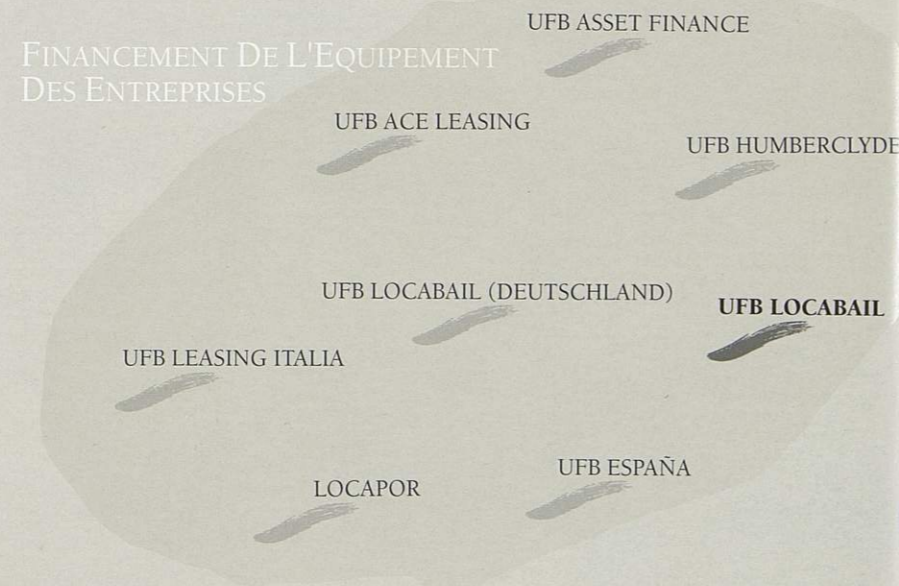 UFB ASSET FINANCE
FINANCEMENT DE L'EQUIPEMENT
DES ENTREPRISES
UFB ACE LEASING
UFB HUMBERCLYDE
UFB LOCABAIL (DEUTSCHLAND)
UFB LOCABAIL
UFB LEASING ITALIA
UFB ESPAÑA
LOCAPOR